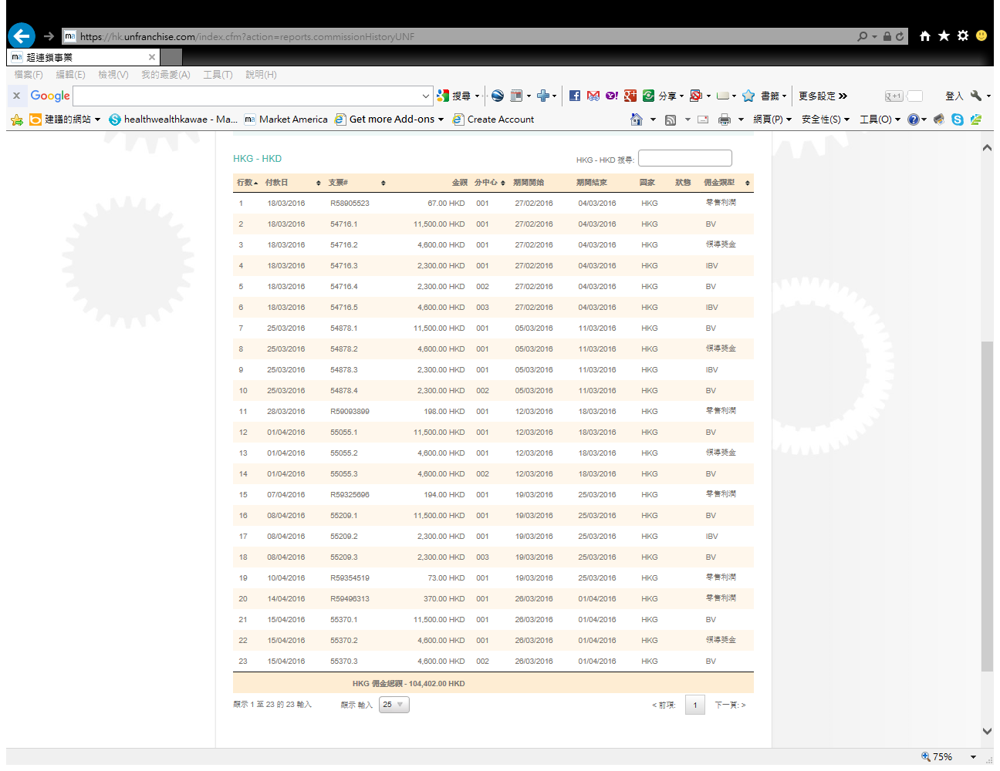 ma https://hk.unfranchise.com/index.cfm?action=reports.commissionHistoryUNF
ma 超連鎖事業
檔案(F) 編輯(E) 檢視(V) 我的最愛(A) 工具(T) 說明(H)
x Google 搜尋 分享 書籤 更多設定 » g +1 登入
建議的網站 healthwealthkawae - Ma... ma Market America Get more Add-ons Create Account 網頁(P) 安全性(S) 工具(O)
HKG - HKD HKG - HKD 搜尋:
行數 付款日 支票# 金額 分中心 期間開始 期間結束 國家 狀態 佣金類型
1 18/03/2016 R58905523 67.00 HKD 001 27/02/2016 04/03/2016 HKG 零售利潤
2 18/03/2016 54716.1 11,500.00 HKD 001 27/02/2016 04/03/2016 HKG BV
3 18/03/2016 54716.2 4,600.00 HKD 001 27/02/2016 04/03/2016 HKG 領導獎金
4 18/03/2016 54716.3 2,300.00 HKD 001 27/02/2016 04/03/2016 HKG IBV
5 18/03/2016 54716.4 2,300.00 HKD 002 27/02/2016 04/03/2016 HKG BV
6 18/03/2016 54716.5 4,600.00 HKD 003 27/02/2016 04/03/2016 HKG IBV
7 25/03/2016 54878.1 11,500.00 HKD 001 05/03/2016 11/03/2016 HKG BV
8 25/03/2016 54878.2 4,600.00 HKD 001 05/03/2016 11/03/2016 HKG 領導獎金
9 25/03/2016 54878.3 2,300.00 HKD 001 05/03/2016 11/03/2016 HKG IBV
10 25/03/2016 54878.4 2,300.00 HKD 002 05/03/2016 11/03/2016 HKG BV
11 28/03/2016 R59093899 198.00 HKD 001 12/03/2016 18/03/2016 HKG 零售利潤
12 01/04/2016 55055.1 11,500.00 HKD 001 12/03/2016 18/03/2016 HKG BV
13 01/04/2016 55055.2 4,600.00 HKD 001 12/03/2016 18/03/2016 HKG 領導獎金
14 01/04/2016 55055.3 4,600.00 HKD 002 12/03/2016 18/03/2016 HKG BV
15 07/04/2016 R59325696 194.00 HKD 001 19/03/2016 25/03/2016 HKG 零售利潤
16 08/04/2016 55209.1 11,500.00 HKD 001 19/03/2016 25/03/2016 HKG BV
17 08/04/2016 55209.2 2,300.00 HKD 001 19/03/2016 25/03/2016 HKG IBV
18 08/04/2016 55209.3 2,300.00 HKD 003 19/03/2016 25/03/2016 HKG BV
19 10/04/2016 R59354519 73.00 HKD 001 19/03/2016 25/03/2016 HKG 零售利潤
20 14/04/2016 R59496313 370.00 HKD 001 26/03/2016 01/04/2016 HKG 零售利潤
21 15/04/2016 55370.1 11,500.00 HKD 001 26/03/2016 01/04/2016 HKG BV
22 15/04/2016 55370.2 4,600.00 HKD 001 26/03/2016 01/04/2016 HKG 領導獎金
23 15/04/2016 55370.3 4,600.00 HKD 002 26/03/2016 01/04/2016 HKG BV
HKG 佣金總額 - 104,402.00 HKD
顯示 1 至 23 的 23 輸入 顯示 輸入 25 < 前項: 1 下一頁: >
75%